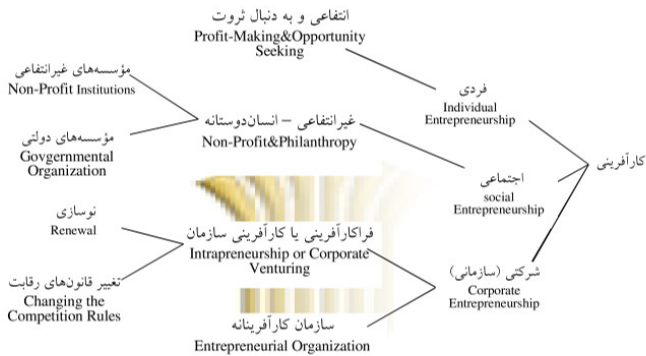 کارآفرینی
فردی
Individual
Entrepreneurship
انتفاعی و به دنبال ثروت
Profit-Making&Opportunity
Seeking
اجتماعی
social
Entrepreneurship
غیرانتفاعی – انسان‌دوستانه
Non-Profit&Philanthropy
مؤسسه‌های غیرانتفاعی
Non-Profit Institutions
مؤسسه‌های دولتی
Govgernmental
Organization
شرکتی (سازمانی)
Corporate
Entrepreneurship
فراکارآفرینی یا کارآفرینی سازمان
Intrapreneurship or Corporate
Venturing
نوسازی
Renewal
تغییر قانون‌های رقابت
Changing the
Competition Rules
سازمان کارآفرینانه
Entrepreneurial Organization